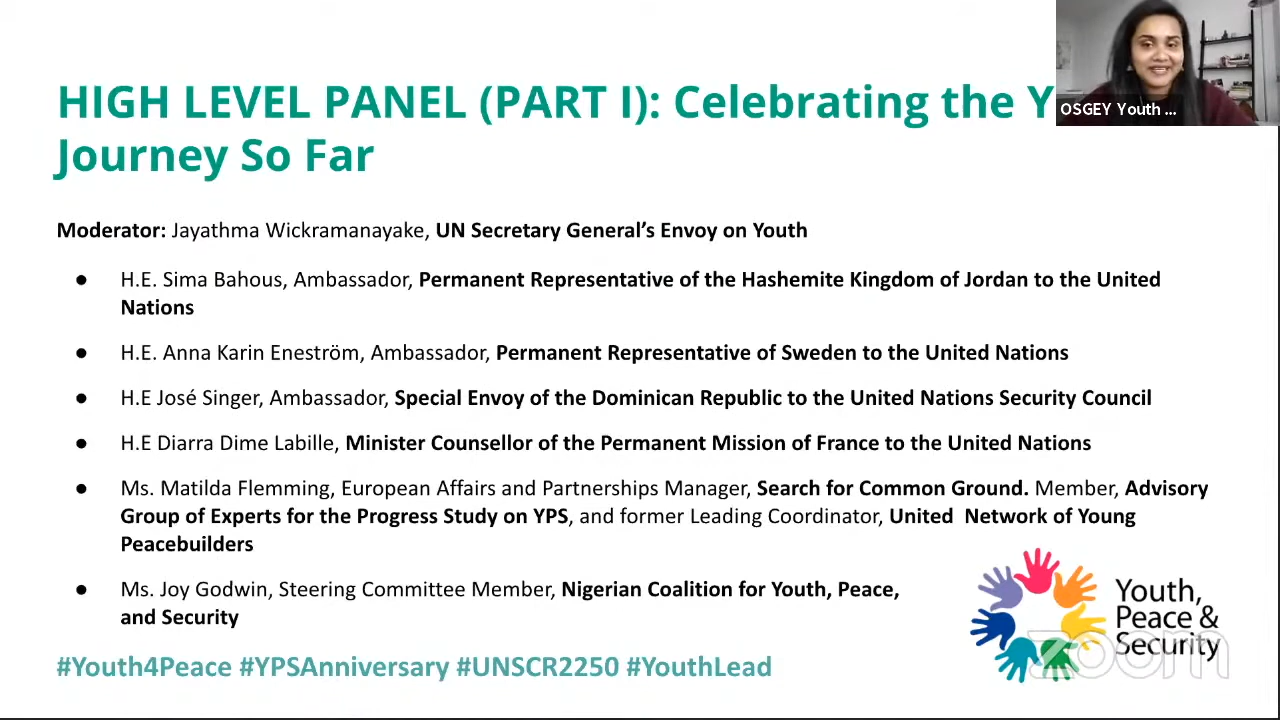 HIGH LEVEL PANEL (PART I): Celebrating the Y
Journey So Far
OSGEY Youth ...
Moderator: Jayathma Wickramanayake, UN Secretary General’s Envoy on Youth
● H.E. Sima Bahous, Ambassador, Permanent Representative of the Hashemite Kingdom of Jordan to the United
Nations
● H.E. Anna Karin Eneström, Ambassador, Permanent Representative of Sweden to the United Nations
● H.E José Singer, Ambassador, Special Envoy of the Dominican Republic to the United Nations Security Council
● H.E Diarra Dime Labille, Minister Counsellor of the Permanent Mission of France to the United Nations
● Ms. Matilda Flemming, European Affairs and Partnerships Manager, Search for Common Ground. Member, Advisory
Group of Experts for the Progress Study on YPS, and former Leading Coordinator, United  Network of Young
Peacebuilders
● Ms. Joy Godwin, Steering Committee Member, Nigerian Coalition for Youth, Peace,
and Security
Youth,
Peace &
Security
zoom
#Youth4Peace #YPSAnniversary #UNSCR2250 #YouthLead